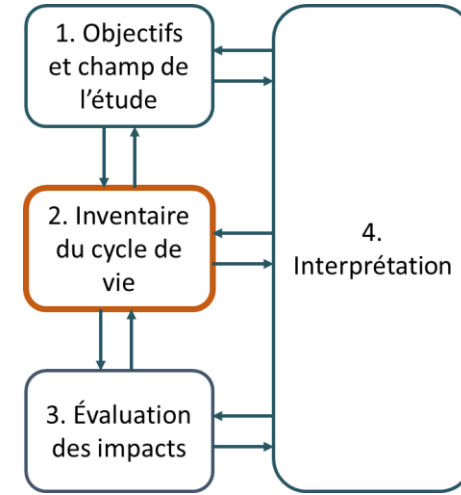 1. Objectifs
et champ de
l’étude
2. Inventaire
du cycle de
vie
3. Évaluation
des impacts
4.
Interprétation